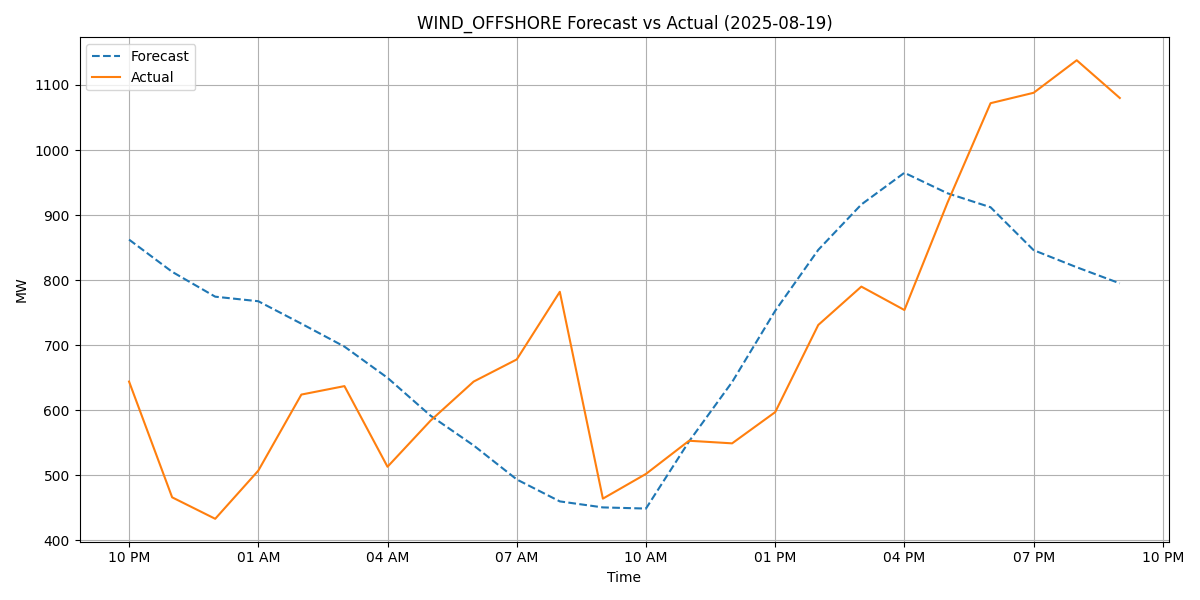 WIND_OFFSHORE Forecast vs Actual (2025-08-19)
Forecast
Actual
MW
1100
1000
900
800
700
600
500
400
10 PM 01 AM 04 AM 07 AM 10 AM 01 PM 04 PM 07 PM 10 PM
Time